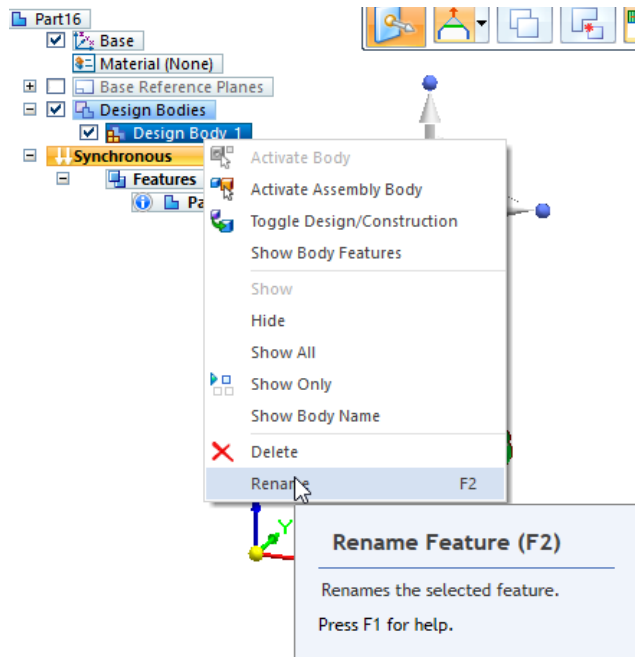 Part16
Base
Material (None)
Base Reference Planes
Design Bodies
Design Body_1
Synchronous
Features
Pa
Activate Body
Activate Assembly Body
Toggle Design/Construction
Show Body Features
Show
Hide
Show All
Show Only
Show Body Name
Delete
Rename F2
Y
Rename Feature (F2)
Renames the selected feature.
Press F1 for help.